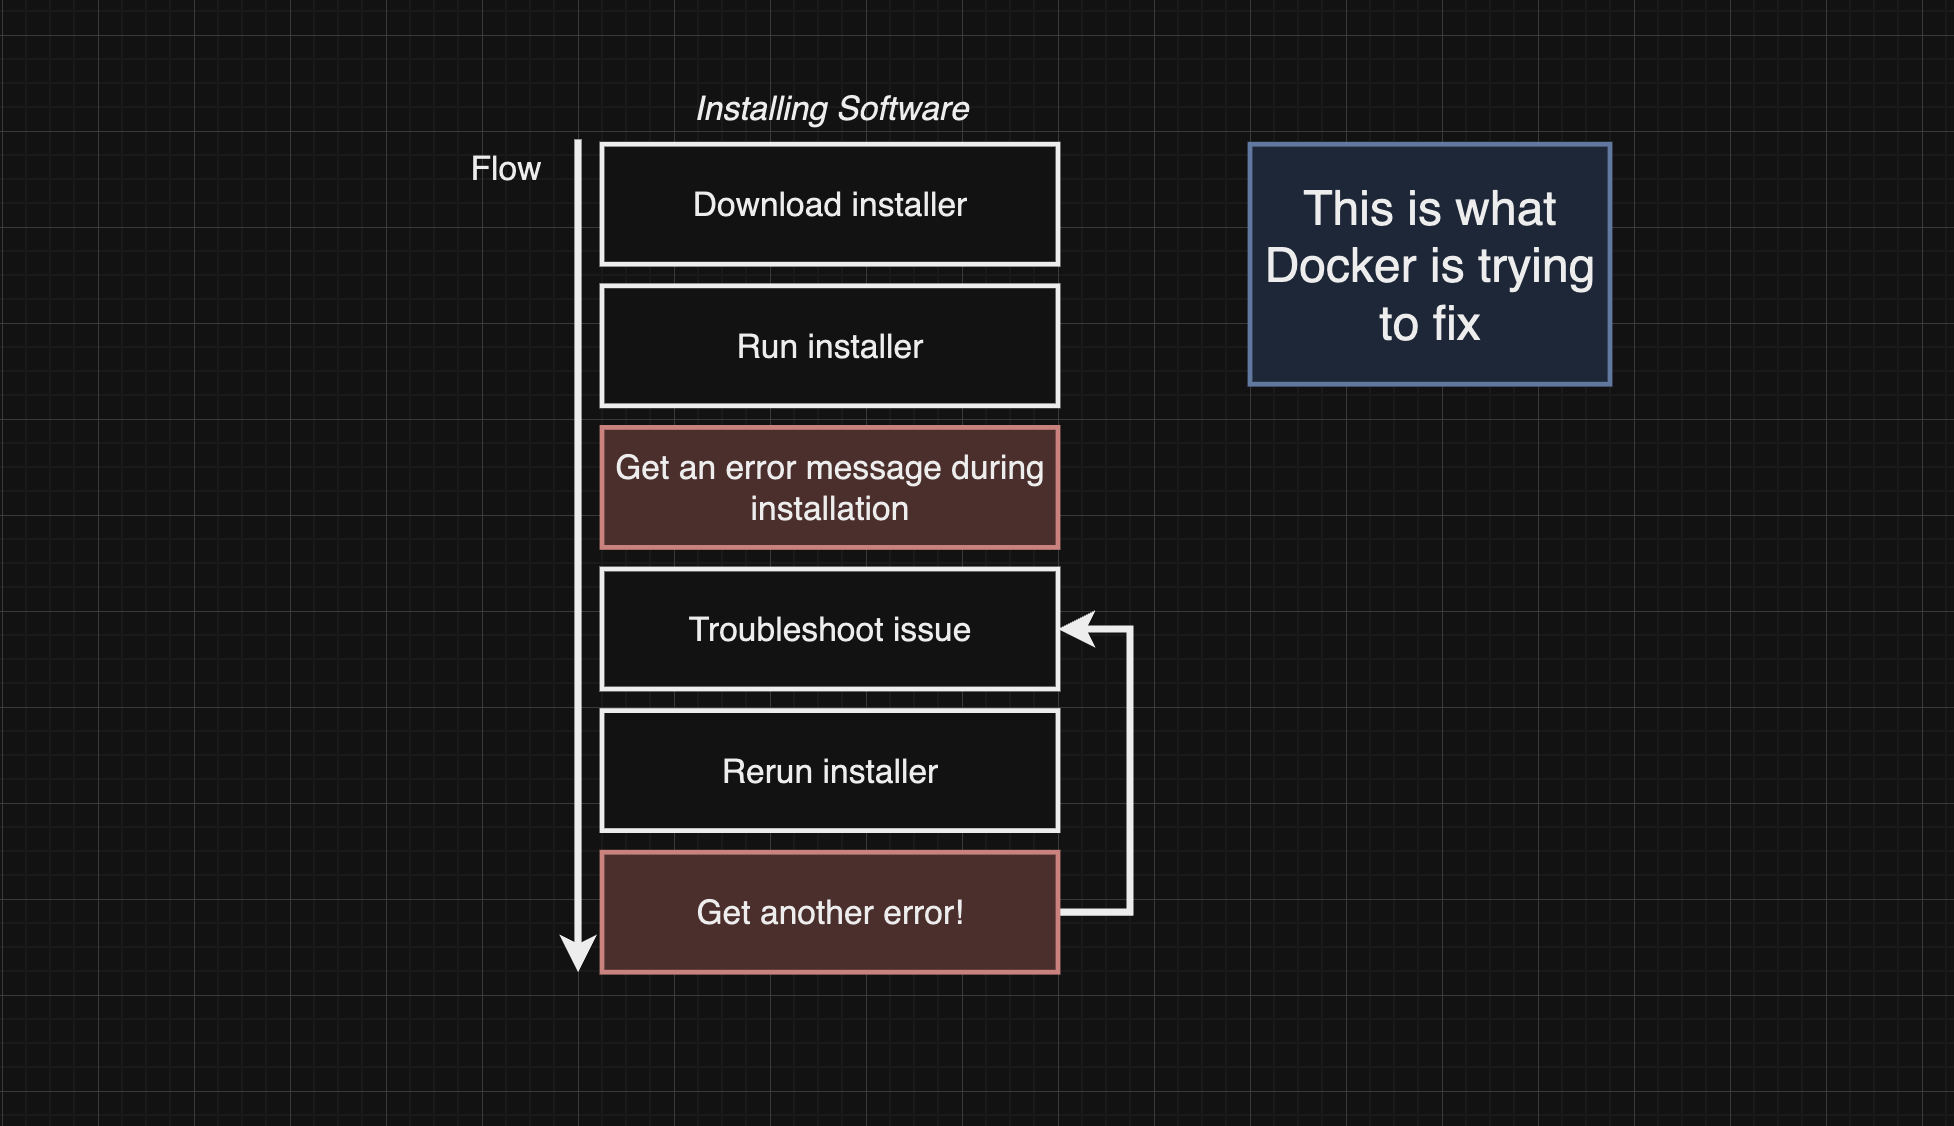 Installing Software
Flow
Download installer
Run installer
Get an error message during
installation
Troubleshoot issue
Rerun installer
Get another error!
This is what
Docker is trying
to fix